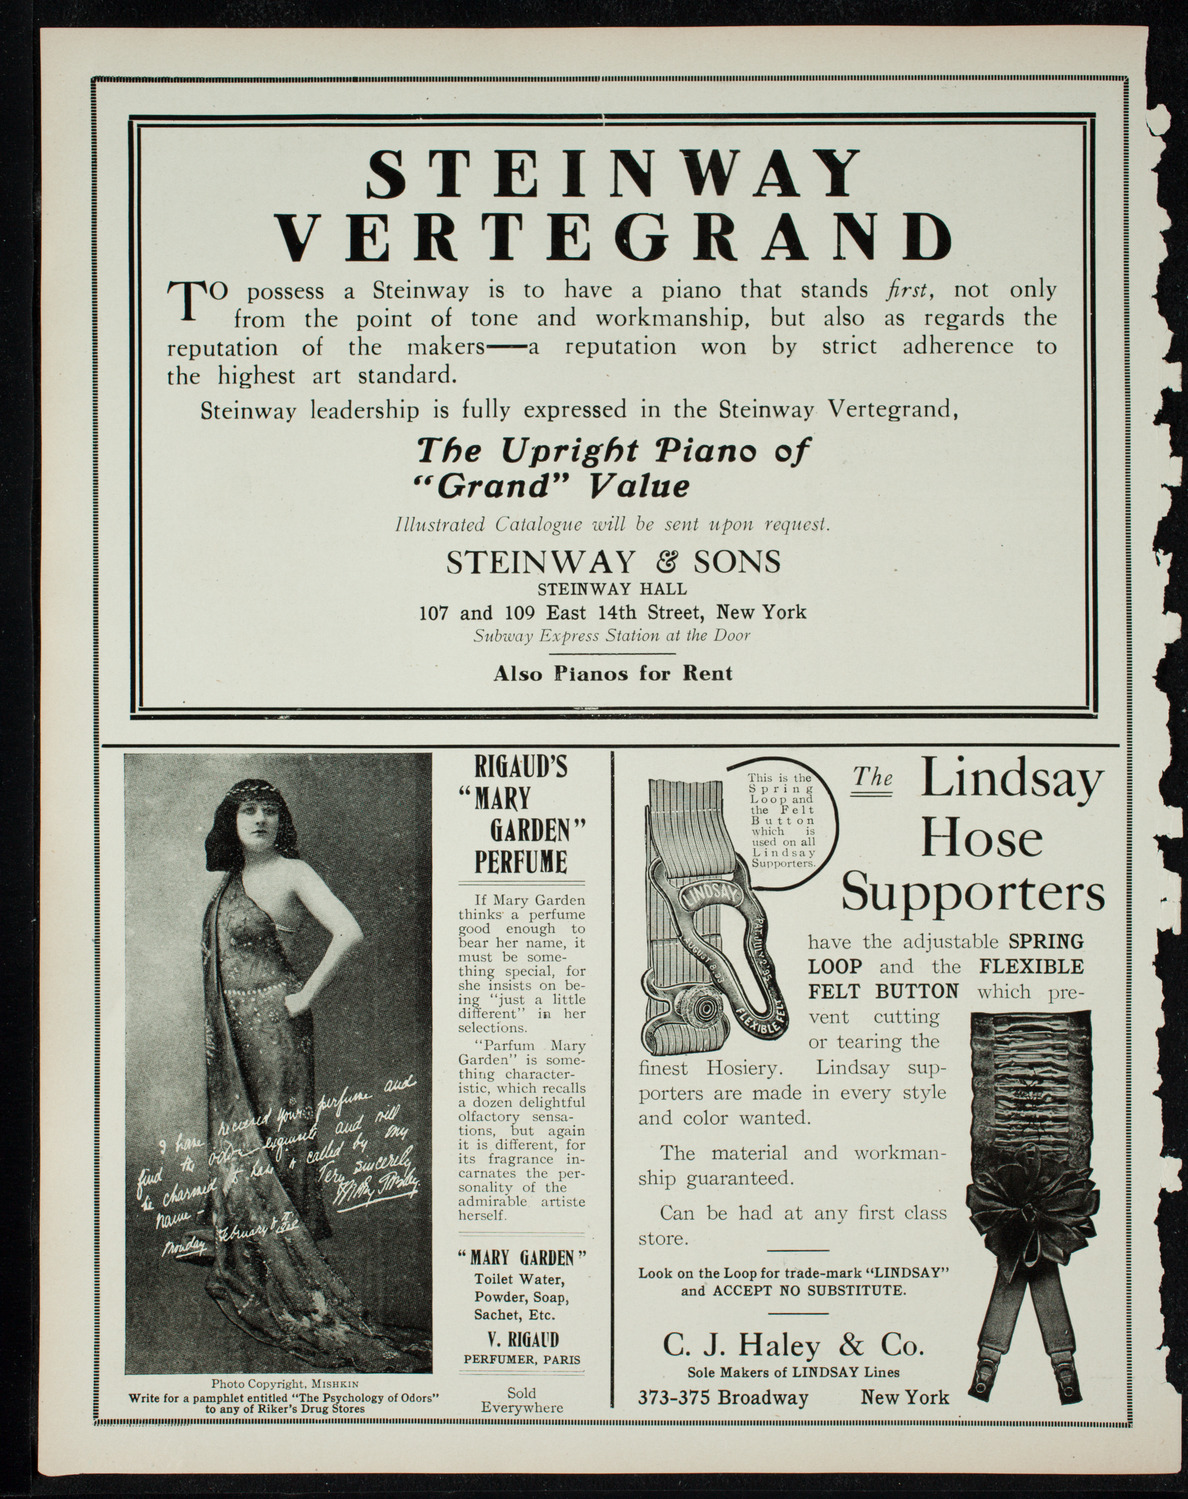 STEINWAY
VERTEGRAND
TO possess a Steinway is to have a piano that stands first, not only
from the point of tone and workmanship, but also as regards the
reputation of the makers—a reputation won by strict adherence to
the highest art standard.
Steinway leadership is fully expressed in the Steinway Vertegrand,
The Upright Piano of
“Grand” Value
Illustrated Catalogue will be sent upon request.
STEINWAY & SONS
STEINWAY HALL
107 and 109 East 14th Street, New York
Subway Express Station at the Door
Also Pianos for Rent
I have received your perfume and
find the odor exquisite and will
be charmed to have it called by my
name –
Very sincerely
Mary Garden
Monday February
Photo Copyright, MISHKIN
Write for a pamphlet entitled “The Psychology of Odors”
to any of Riker's Drug Stores
RIGAUD'S
“MARY
GARDEN”
PERFUME
If Mary Garden
thinks a perfume
good enough to
bear her name, it
must be some-
thing special, for
she insists on be-
ing “just a little
different” in her
selections.
“Parfum Mary
Garden” is some-
thing character-
istic, which recalls
a dozen delightful
olfactory sensa-
tions, but again
it is different, for
its fragrance in-
carnates the per-
sonality of the
admirable artiste
herself.
“MARY GARDEN”
Toilet Water,
Powder, Soap,
Sachet, Etc.
V. RIGAUD
PERFUMER, PARIS
Sold
Everywhere
This is the
Spring
Loop and
the Felt
Button
which is
used on all
Lindsay
Supporters.
LINDSAY
FLEXIBLE FELT
The Lindsay
Hose
Supporters
have the adjustable SPRING
LOOP and the FLEXIBLE
FELT BUTTON which pre-
vent cutting
or tearing the
finest Hosiery. Lindsay sup-
porters are made in every style
and color wanted.
The material and workman-
ship guaranteed.
Can be had at any first class
store.
Look on the Loop for trade-mark “LINDSAY”
and ACCEPT NO SUBSTITUTE.
C. J. Haley & Co.
Sole Makers of LINDSAY Lines
373-375 Broadway New York